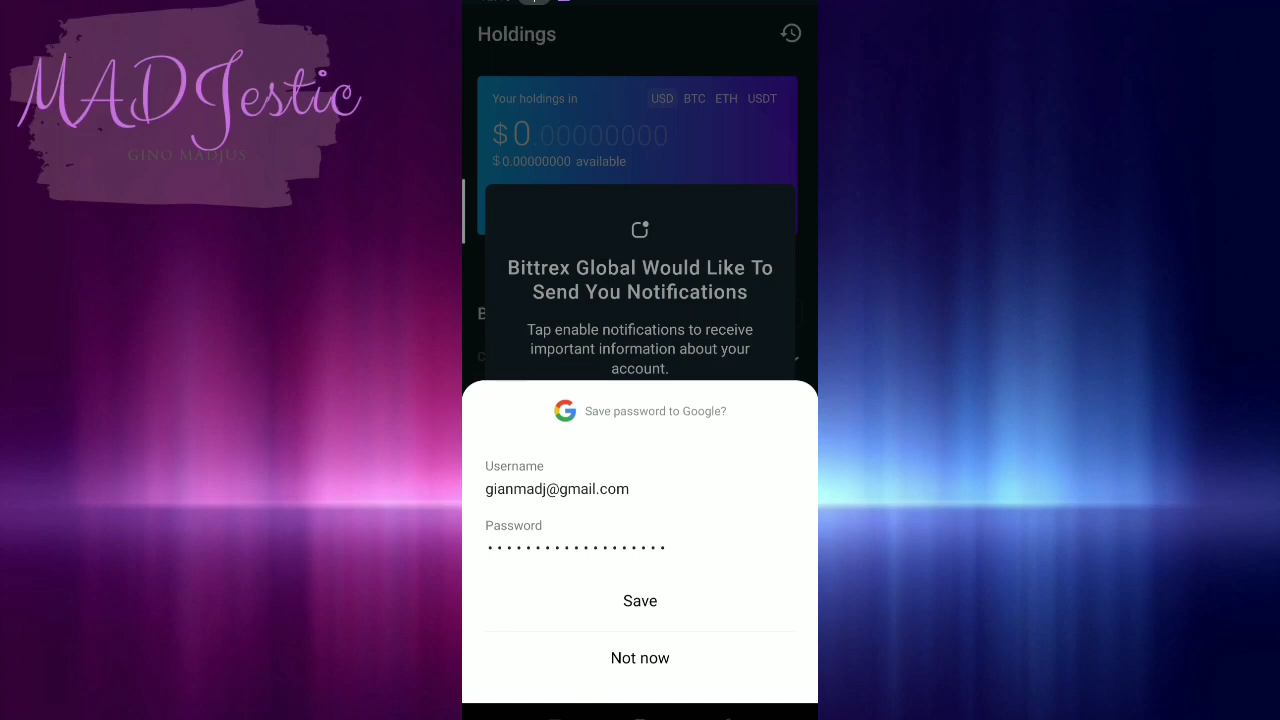 MADJestic
GINO MADJUS
Holdings
Your holdings in USD BTC ETH USDT
$0.00000000
$0.00000000 available
Bittrex Global Would Like To
Send You Notifications
Tap enable notifications to receive
important information about your
account.
Save password to Google?
Username
gianmadj@gmail.com
Password
Save
Not now